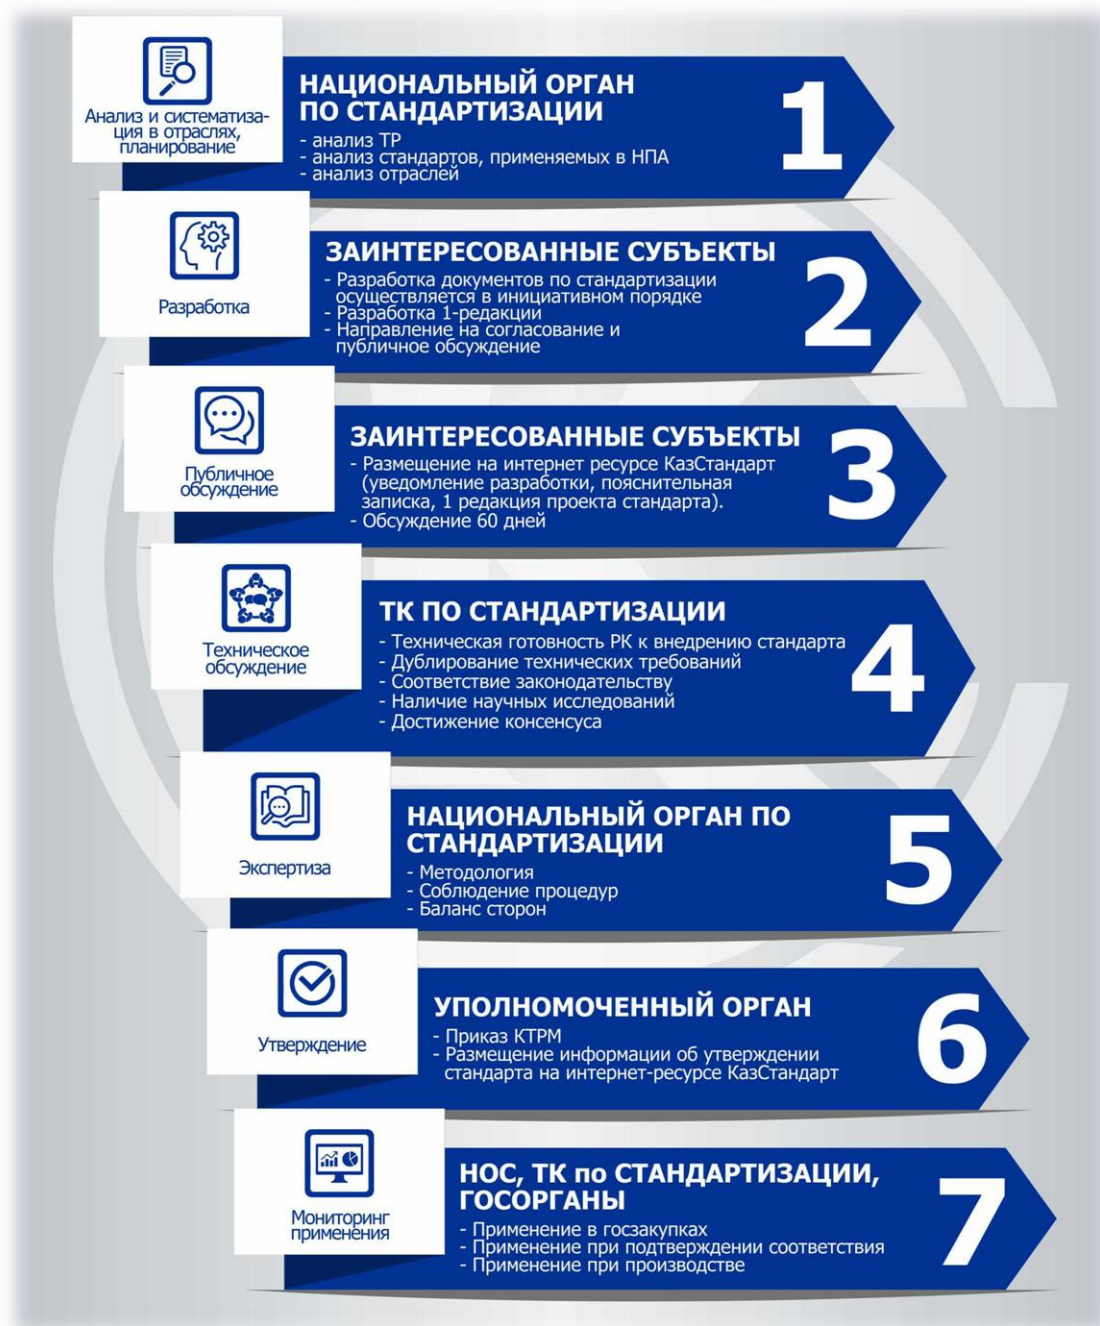 Анализ и систематиза-
ция в отраслях,
планирование
НАЦИОНАЛЬНЫЙ ОРГАН
ПО СТАНДАРТИЗАЦИИ
- анализ ТР
- анализ стандартов, применяемых в НПА
- анализ отраслей
1
Разработка
ЗАИНТЕРЕСОВАННЫЕ СУБЪЕКТЫ
- Разработка документов по стандартизации
осуществляется в инициативном порядке
- Разработка 1-редакции
- Направление на согласование и
публичное обсуждение
2
Публичное
обсуждение
ЗАИНТЕРЕСОВАННЫЕ СУБЪЕКТЫ
- Размещение на интернет ресурсе КазСтандарт
(уведомление разработки, пояснительная
записка, 1 редакция проекта стандарта).
- Обсуждение 60 дней
3
Техническое
обсуждение
ТК ПО СТАНДАРТИЗАЦИИ
- Техническая готовность РК к внедрению стандарта
- Дублирование технических требований
- Соответствие законодательству
- Наличие научных исследований
- Достижение консенсуса
4
Экспертиза
НАЦИОНАЛЬНЫЙ ОРГАН ПО
СТАНДАРТИЗАЦИИ
- Методология
- Соблюдение процедур
- Баланс сторон
5
Утверждение
УПОЛНОМОЧЕННЫЙ ОРГАН
- Приказ КТРМ
- Размещение информации об утверждении
стандарта на интернет-ресурсе КазСтандарт
6
Мониторинг
применения
НОС, ТК по СТАНДАРТИЗАЦИИ,
ГОСОРГАНЫ
- Применение в госзакупках
- Применение при подтверждении соответствия
- Применение при производстве
7